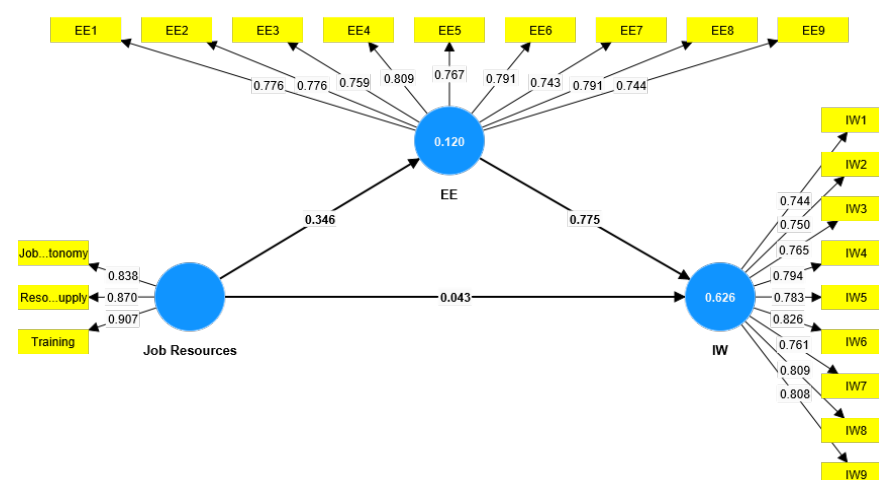 EE1 EE2 EE3 EE4 EE5 EE6 EE7 EE8 EE9
0.776 0.776 0.759 0.809 0.767 0.791 0.743 0.791 0.744
0.120
EE
0.346
0.775
Job...tonomy
Reso...upply
Training
0.838
0.870
0.907
Job Resources
0.043
0.626
IW
0.744
0.750
0.765
0.794
0.783
0.826
0.761
0.809
0.808
IW1
IW2
IW3
IW4
IW5
IW6
IW7
IW8
IW9